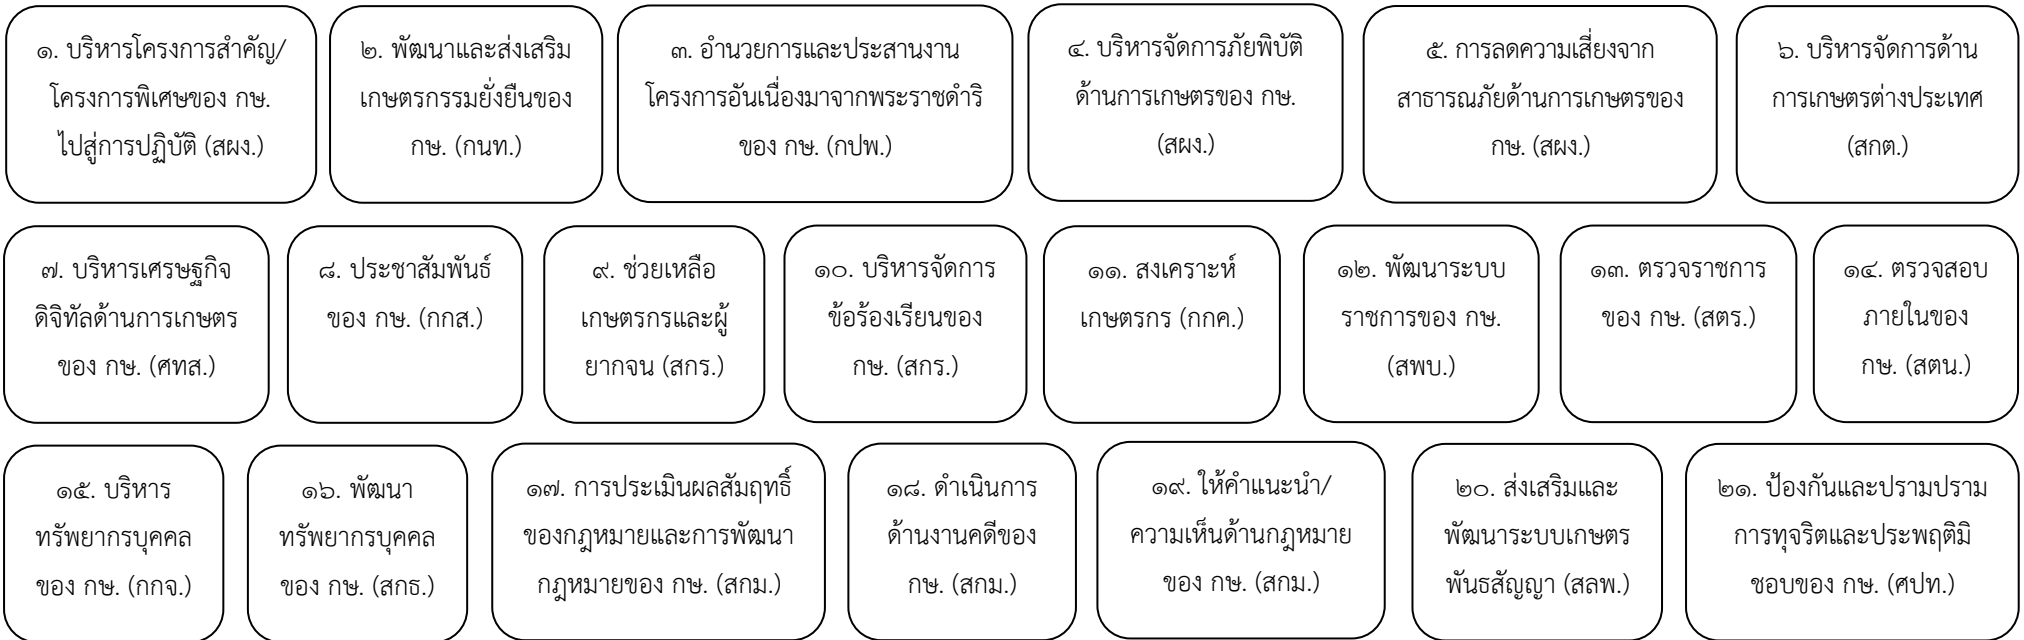 ๑. บริหารโครงการสำคัญ/
โครงการพิเศษของ กษ.
ไปสู่การปฏิบัติ (สผง.)
๒. พัฒนาและส่งเสริม
เกษตรกรรมยั่งยืนของ
กษ. (กนท.)
๓. อำนวยการและประสานงาน
โครงการอันเนื่องมาจากพระราชดำริ
ของ กษ. (กปพ.)
๔. บริหารจัดการภัยพิบัติ
ด้านการเกษตรของ กษ.
(สผง.)
๕. การลดความเสี่ยงจาก
สาธารณภัยด้านการเกษตรของ
กษ. (สผง.)
๖. บริหารจัดการด้าน
การเกษตรต่างประเทศ
(สกต.)
๗. บริหารเศรษฐกิจ
ดิจิทัลด้านการเกษตร
ของ กษ. (ศทส.)
๘. ประชาสัมพันธ์
ของ กษ. (กกส.)
๙. ช่วยเหลือ
เกษตรกรและผู้
ยากจน (สกร.)
๑๐. บริหารจัดการ
ข้อร้องเรียนของ
กษ. (สกร.)
๑๑. สงเคราะห์
เกษตรกร (กกค.)
๑๒. พัฒนาระบบ
ราชการของ กษ.
(สพบ.)
๑๓. ตรวจราชการ
ของ กษ. (สตร.)
๑๔. ตรวจสอบ
ภายในของ
กษ. (สตน.)
๑๕. บริหาร
ทรัพยากรบุคคล
ของ กษ. (กกจ.)
๑๖. พัฒนา
ทรัพยากรบุคคล
ของ กษ. (สกธ.)
๑๗. การประเมินผลสัมฤทธิ์
ของกฎหมายและการพัฒนา
กฎหมายของ กษ. (สกม.)
๑๘. ดำเนินการ
ด้านงานคดีของ
กษ. (สกม.)
๑๙. ให้คำแนะนำ/
ความเห็นด้านกฎหมาย
ของ กษ. (สกม.)
๒๐. ส่งเสริมและ
พัฒนาระบบเกษตร
พันธสัญญา (สลพ.)
๒๑. ป้องกันและปรามปราม
การทุจริตและประพฤติมิ
ชอบของ กษ. (ศปท.)